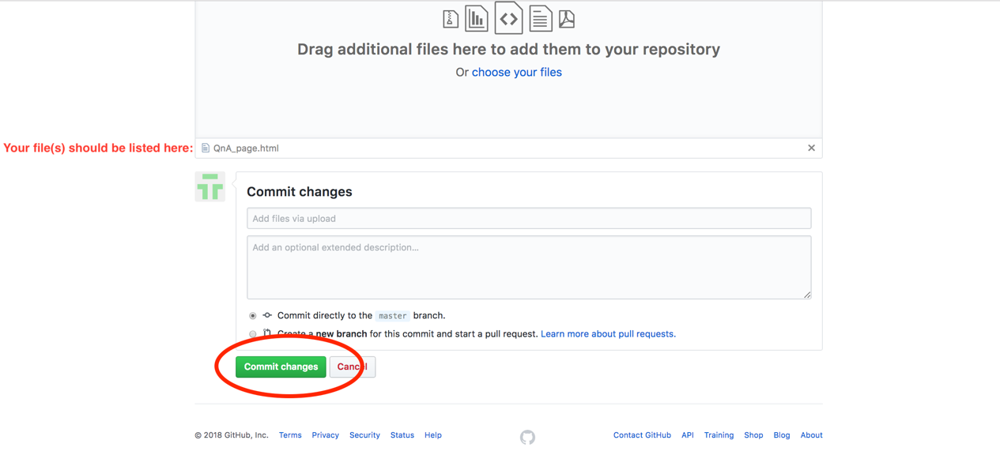 Drag additional files here to add them to your repository
Or choose your files
Your file(s) should be listed here: QnA_page.html
Commit changes
Add files via upload
Add an optional extended description...
Commit directly to the master branch.
Create a new branch for this commit and start a pull request. Learn more about pull requests.
Commit changes Cancel
© 2018 GitHub, Inc. Terms Privacy Security Status Help Contact GitHub API Training Shop Blog About